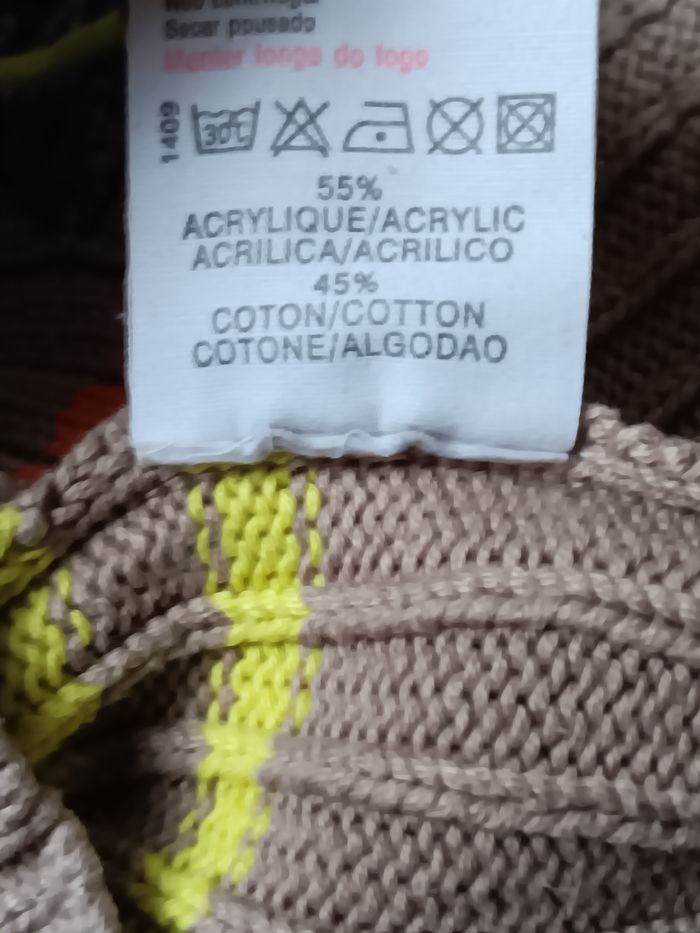 Secar pousado
Manter longe do fogo
1409
30℃
55%
ACRYLIQUE/ACRYLIC
ACRILICA/ACRILICO
45%
COTON/COTTON
COTONE/ALGODAO